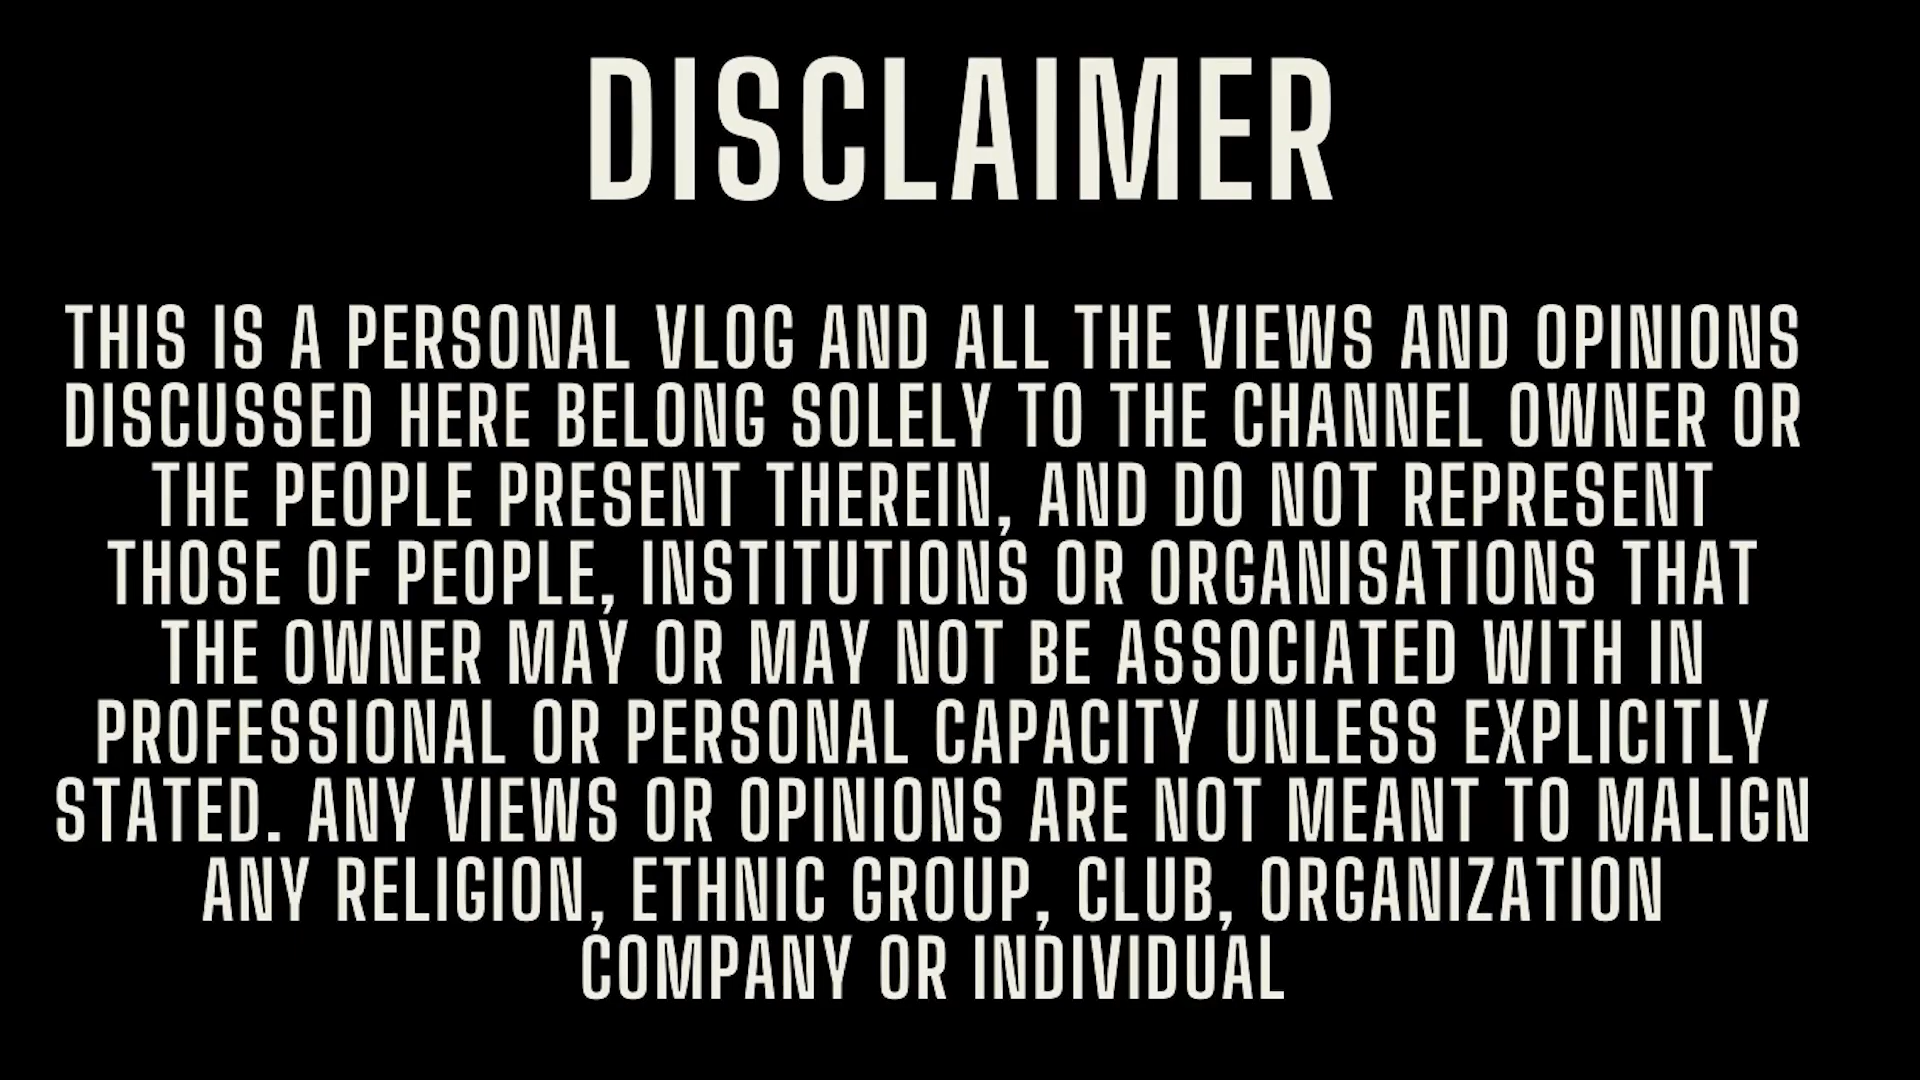 DISCLAIMER
THIS IS A PERSONAL VLOG AND ALL THE VIEWS AND OPINIONS
DISCUSSED HERE BELONG SOLELY TO THE CHANNEL OWNER OR
THE PEOPLE PRESENT THEREIN, AND DO NOT REPRESENT
THOSE OF PEOPLE, INSTITUTIONS OR ORGANISATIONS THAT
THE OWNER MAY OR MAY NOT BE ASSOCIATED WITH IN
PROFESSIONAL OR PERSONAL CAPACITY UNLESS EXPLICITLY
STATED. ANY VIEWS OR OPINIONS ARE NOT MEANT TO MALIGN
ANY RELIGION, ETHNIC GROUP, CLUB, ORGANIZATION
COMPANY OR INDIVIDUAL